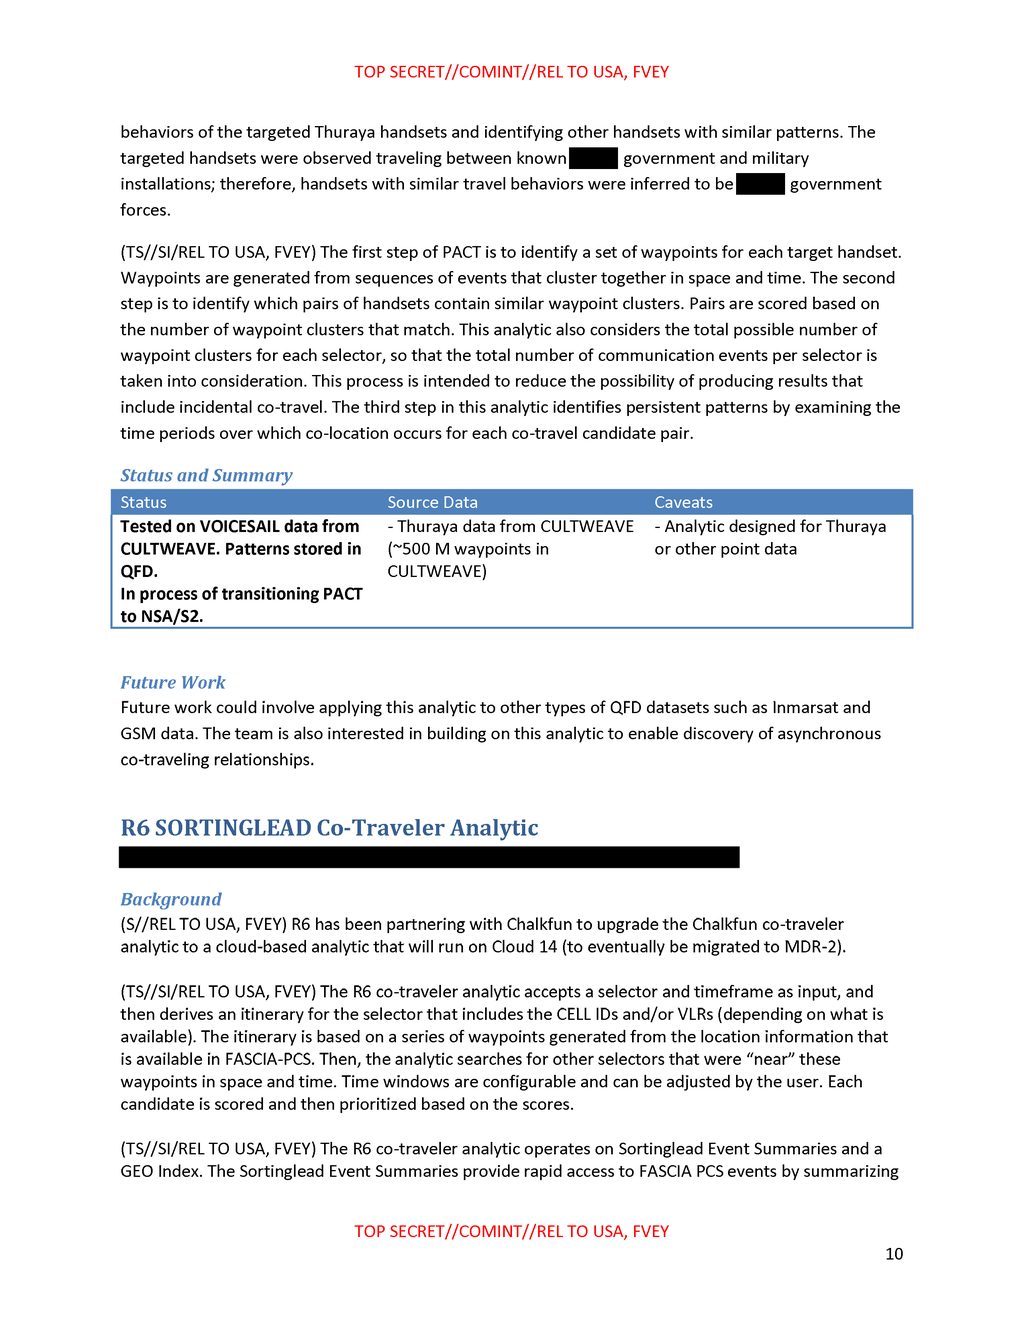 TOP SECRET//COMINT//REL TO USA, FVEY
behaviors of the targeted Thuraya handsets and identifying other handsets with similar patterns. The
targeted handsets were observed traveling between known government and military
installations; therefore, handsets with similar travel behaviors were inferred to be government
forces.
(TS//SI/REL TO USA, FVEY) The first step of PACT is to identify a set of waypoints for each target handset.
Waypoints are generated from sequences of events that cluster together in space and time. The second
step is to identify which pairs of handsets contain similar waypoint clusters. Pairs are scored based on
the number of waypoint clusters that match. This analytic also considers the total possible number of
waypoint clusters for each selector, so that the total number of communication events per selector is
taken into consideration. This process is intended to reduce the possibility of producing results that
include incidental co-travel. The third step in this analytic identifies persistent patterns by examining the
time periods over which co-location occurs for each co-travel candidate pair.
Status and Summary
Status Source Data Caveats
Tested on VOICESAIL data from - Thuraya data from CULTWEAVE - Analytic designed for Thuraya
CULTWEAVE. Patterns stored in (~500 M waypoints in or other point data
QFD. CULTWEAVE)
In process of transitioning PACT
to NSA/S2.
Future Work
Future work could involve applying this analytic to other types of QFD datasets such as Inmarsat and
GSM data. The team is also interested in building on this analytic to enable discovery of asynchronous
co-traveling relationships.
R6 SORTINGLEAD Co-Traveler Analytic
Background
(S//REL TO USA, FVEY) R6 has been partnering with Chalkfun to upgrade the Chalkfun co-traveler
analytic to a cloud-based analytic that will run on Cloud 14 (to eventually be migrated to MDR-2).
(TS//SI/REL TO USA, FVEY) The R6 co-traveler analytic accepts a selector and timeframe as input, and
then derives an itinerary for the selector that includes the CELL IDs and/or VLRs (depending on what is
available). The itinerary is based on a series of waypoints generated from the location information that
is available in FASCIA-PCS. Then, the analytic searches for other selectors that were “near” these
waypoints in space and time. Time windows are configurable and can be adjusted by the user. Each
candidate is scored and then prioritized based on the scores.
(TS//SI/REL TO USA, FVEY) The R6 co-traveler analytic operates on Sortinglead Event Summaries and a
GEO Index. The Sortinglead Event Summaries provide rapid access to FASCIA PCS events by summarizing
TOP SECRET//COMINT//REL TO USA, FVEY
10